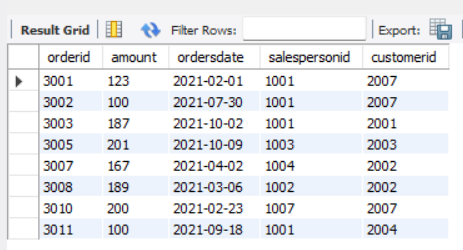 Result Grid Filter Rows: Export:
orderid amount ordersdate salespersonid customerid
3001 123 2021-02-01 1001 2007
3002 100 2021-07-30 1001 2007
3003 187 2021-10-02 1001 2001
3005 201 2021-10-09 1003 2003
3007 167 2021-04-02 1004 2002
3008 189 2021-03-06 1002 2002
3010 200 2021-02-23 1007 2007
3011 100 2021-09-18 1001 2004